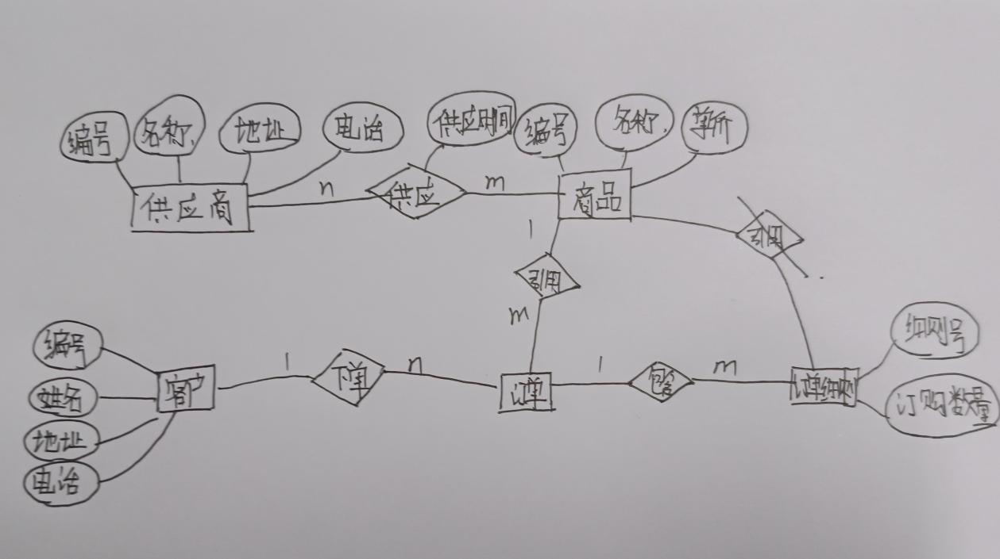 编号
名称.
地址
电话
供应时间
编号
名称.
单价
供应商
n
供应
m
商品
1
引用
引用
m
编号
姓名
地址
电话
客户
1
下单
n
订单
1
包含
m
订单细则
细则号
订购数量